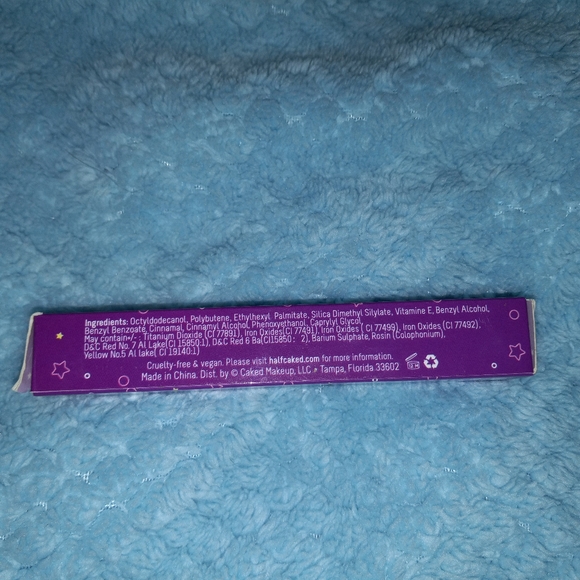 Ingredients: Octyldodecanol, Polybutene, Ethylhexyl Palmitate, Silica Dimethyl Silylate, Vitamin E, Benzyl Alcohol,
Benzyl Benzoate, Cinnamal, Cinnamyl Alcohol, Phenoxyethanol, Caprylyl Glycol,
May contain+/- : Titanium Dioxide (CI 77891), Iron Oxides(CI 77491), Iron Oxides ( CI 77499), Iron Oxides (CI 77492),
D&C Red No. 7 Al Lake( CI 15850:1), D&C Red 6 Ba(CI15850 : 2), Barium Sulphate, Rosin (Colophonium),
Yellow No.5 Al lake( CI 19140:1)
Cruelty-free & vegan. Please visit halfcaked.com for more information.
Made in China. Dist. by © Caked Makeup, LLC Tampa, Florida 33602